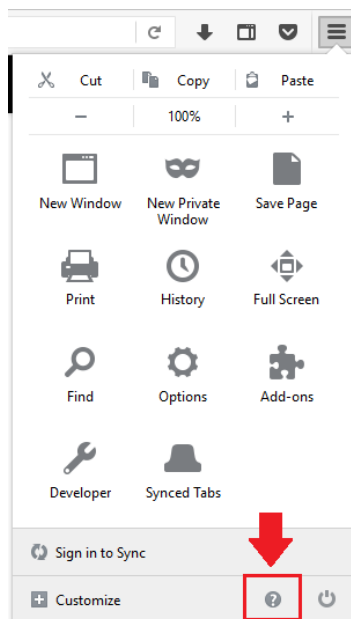 Cut Copy Paste
− 100% +
New Window New Private Window Save Page
Print History Full Screen
Find Options Add-ons
Developer Synced Tabs
Sign in to Sync
Customize ?